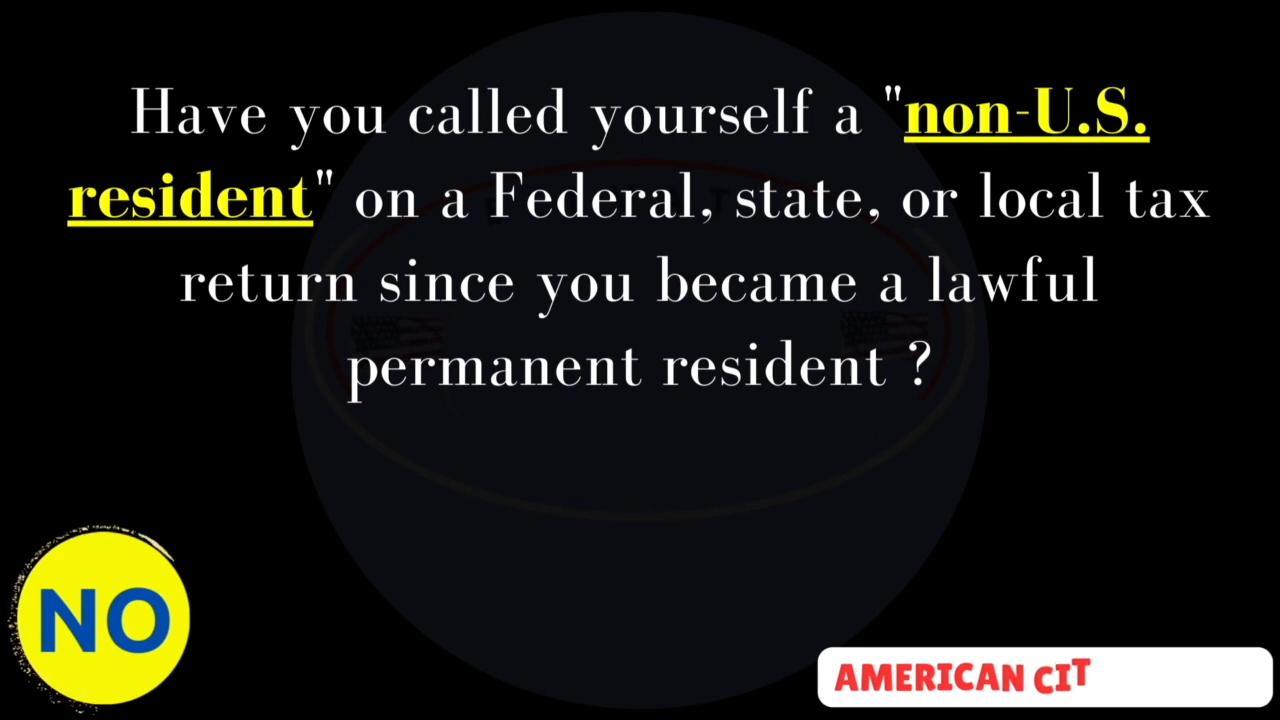 Have you called yourself a "non-U.S.
resident" on a Federal, state, or local tax
return since you became a lawful
permanent resident ?
NO
AMERICAN CIT